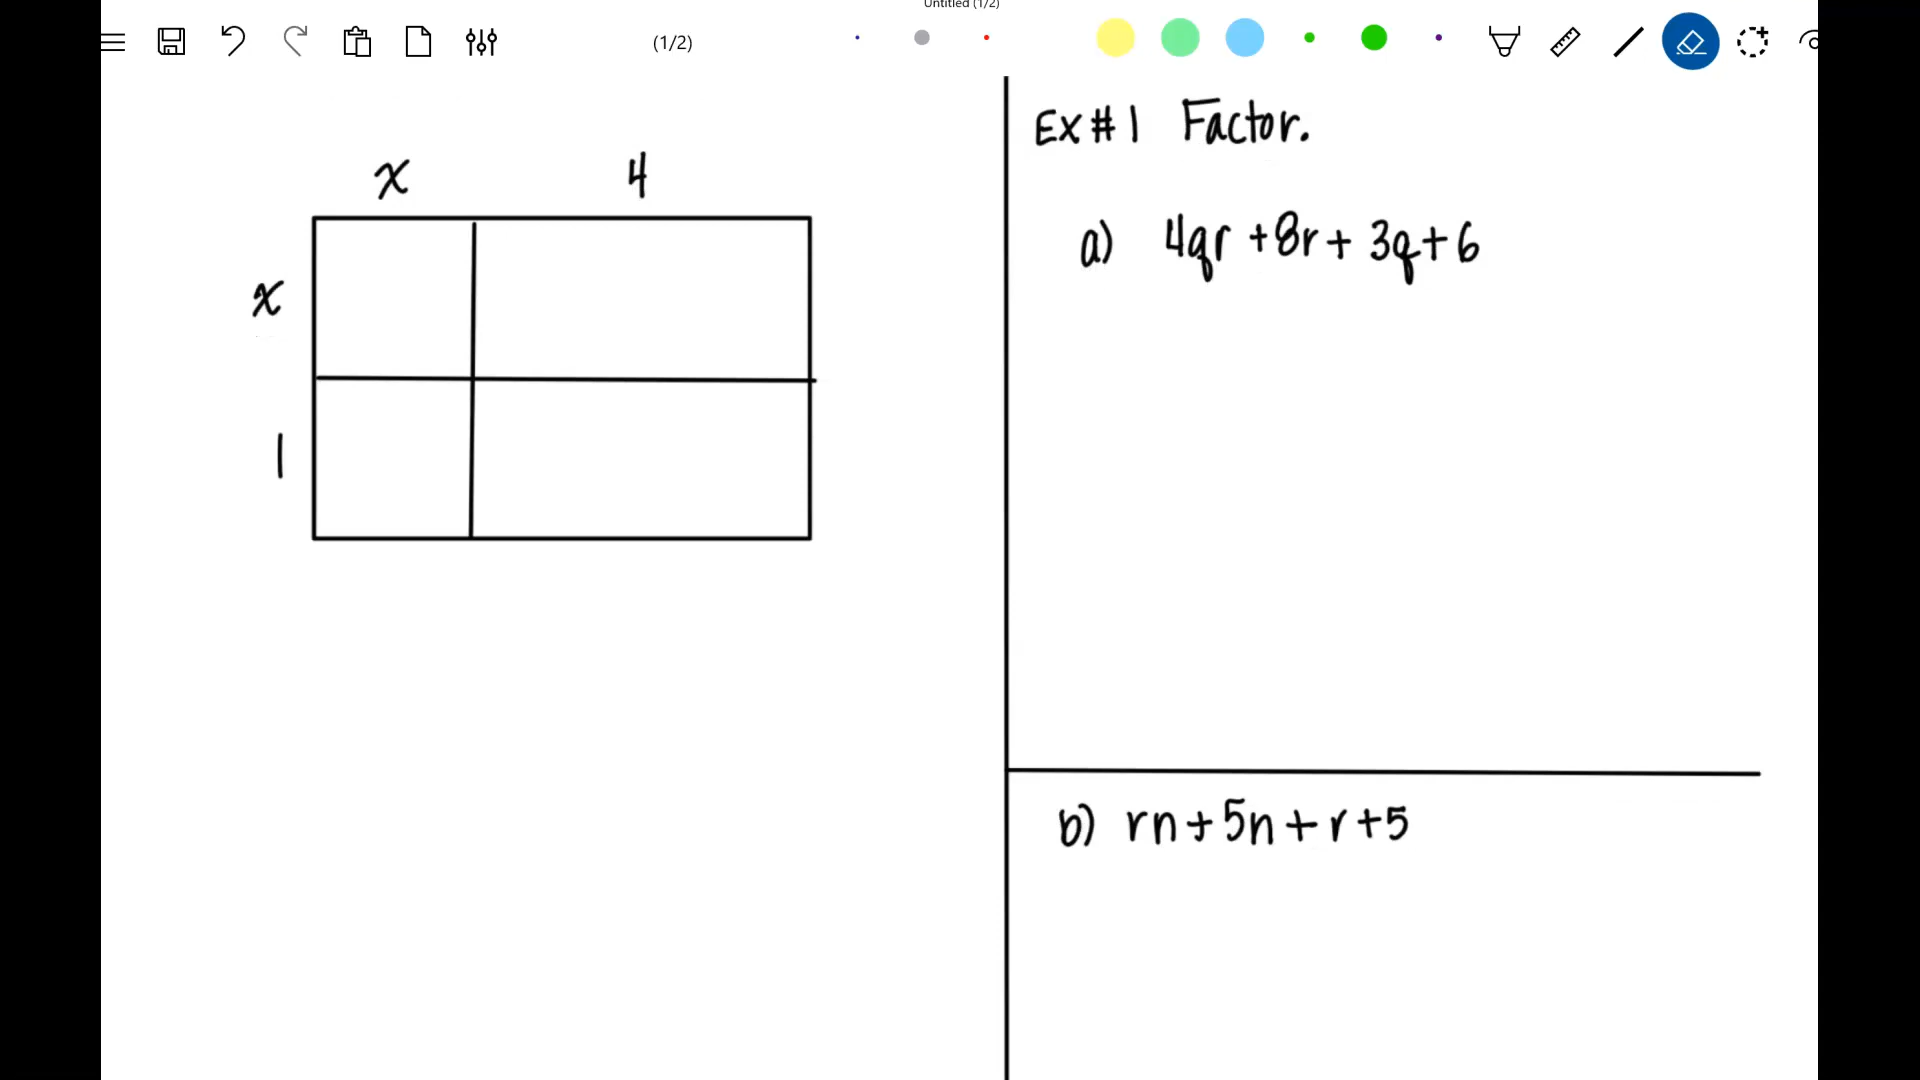 Untitled (1/2)
(1/2)
x 4
x
1
Ex#1 Factor.
a) 4qr +8r + 3q + 6
b) rn + 5n + r + 5